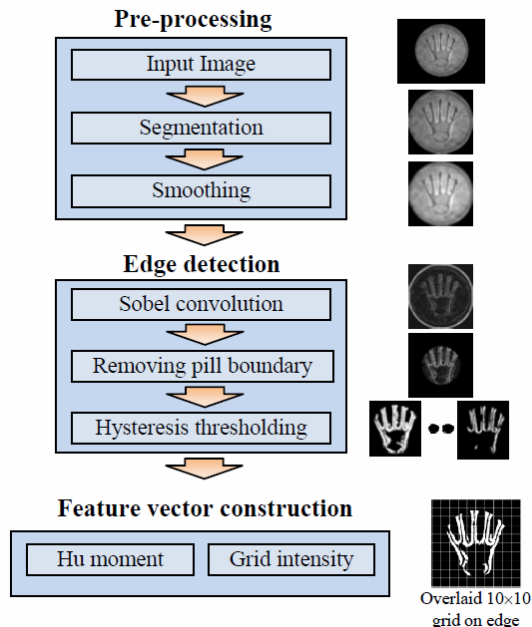 Pre-processing
Input Image
Segmentation
Smoothing
Edge detection
Sobel convolution
Removing pill boundary
Hysteresis thresholding
Feature vector construction
Hu moment
Grid intensity
Overlaid 10×10
grid on edge